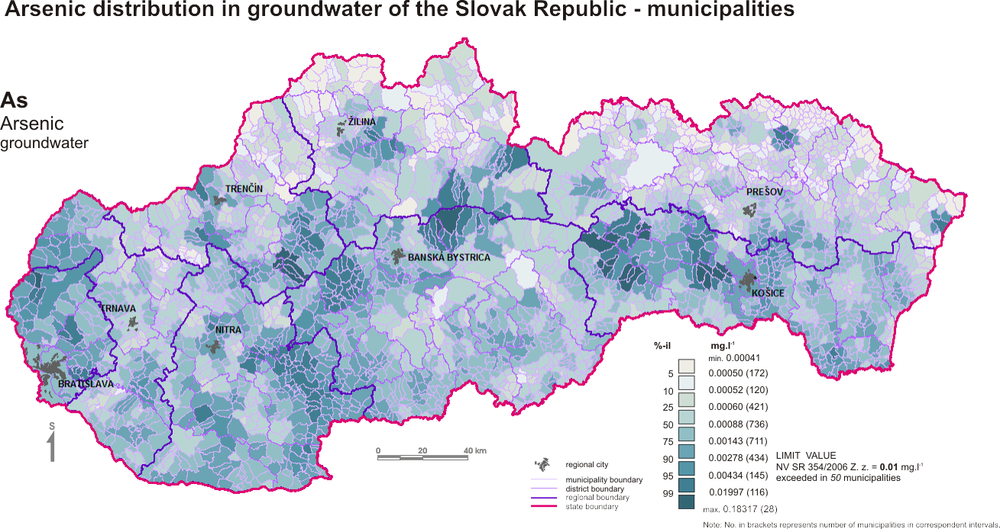 Arsenic distribution in groundwater of the Slovak Republic - municipalities
As
Arsenic
groundwater
ŽILINA
TRENČÍN
PREŠOV
BANSKÁ BYSTRICA
KOŠICE
TRNAVA
NITRA
BRATISLAVA
S
0 20 40 km
regional city
municipality boundary
district boundary
regional boundary
state boundary
%-il mg.l-1
min. 0.00041
5 0.00050 (172)
10 0.00052 (120)
25 0.00060 (421)
50 0.00088 (736)
75 0.00143 (711)
90 0.00278 (434)
95 0.00434 (145)
99 0.01997 (116)
max. 0.18317 (28)
LIMIT VALUE
NV SR 354/2006 Z. z. = 0.01 mg.l-1
exceeded in 50 municipalities
Note: No. in brackets represents number of municipalities in correspondent intervals.